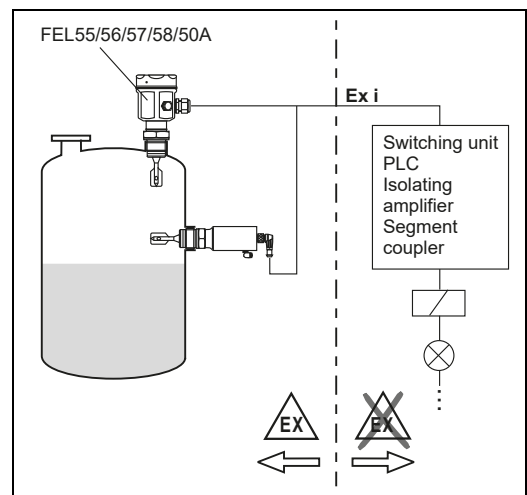 FEL55/56/57/58/50A
Ex i
Switching unit
PLC
Isolating
amplifier
Segment
coupler
EX
EX